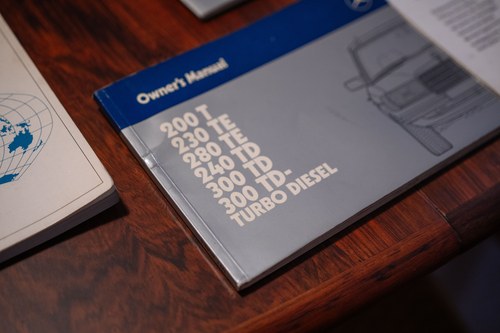 Owner's Manual
200 T
230 TE
280 TE
240 TD
300 TD
300 TD-
TURBO DIESEL